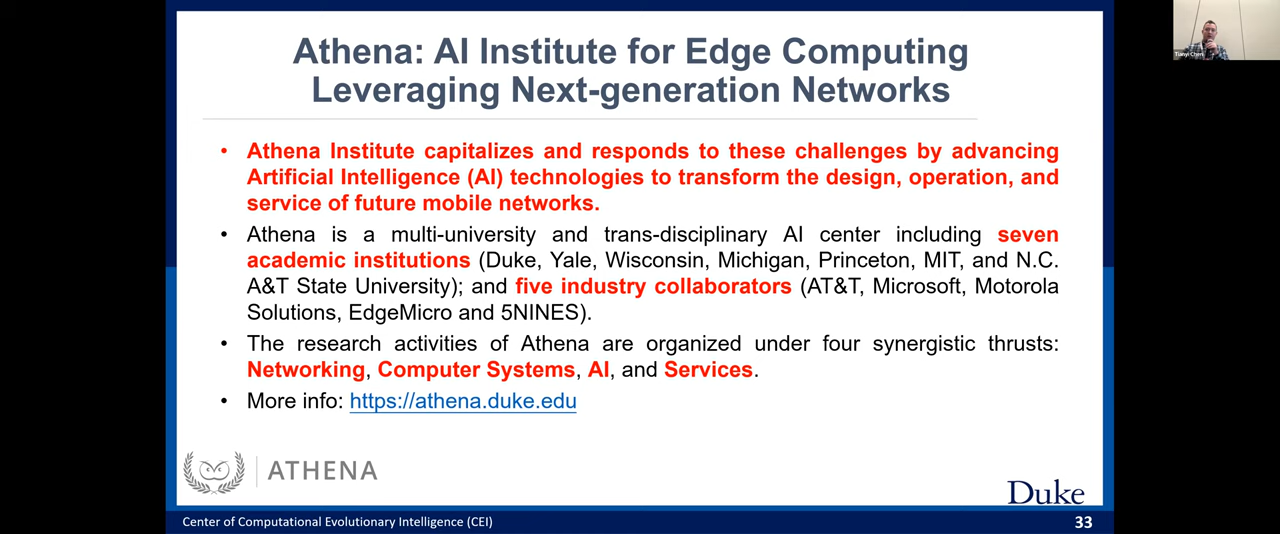 Athena: AI Institute for Edge Computing
Leveraging Next-generation Networks
• Athena Institute capitalizes and responds to these challenges by advancing
Artificial Intelligence (AI) technologies to transform the design, operation, and
service of future mobile networks.
• Athena is a multi-university and trans-disciplinary AI center including seven
academic institutions (Duke, Yale, Wisconsin, Michigan, Princeton, MIT, and N.C.
A&T State University); and five industry collaborators (AT&T, Microsoft, Motorola
Solutions, EdgeMicro and 5NINES).
• The research activities of Athena are organized under four synergistic thrusts:
Networking, Computer Systems, AI, and Services.
• More info: https://athena.duke.edu
ATHENA
Duke
Center of Computational Evolutionary Intelligence (CEI)
33
Tianyi Chen